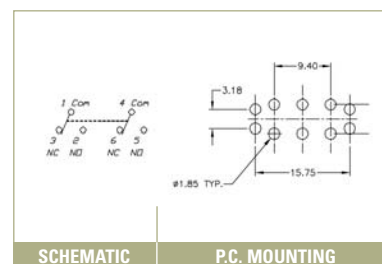 1 Com
4 Com
3
2
6
5
NC
NO
NC
NO
9.40
3.18
ø1.85 TYP.
15.75
SCHEMATIC
P.C. MOUNTING